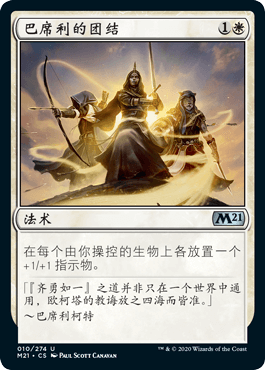 巴席利的团结 1
法术 M21
在每个由你操控的生物上各放置一个
+1/+1指示物。
「『齐勇如一』之道并非只在一个世界中通
用，欧柯塔的教诲放之四海而皆准。」
～巴席利柯特
010/274 U
M21 • CS PAUL SCOTT CANAVAN
™ & © 2020 Wizards of the Coast